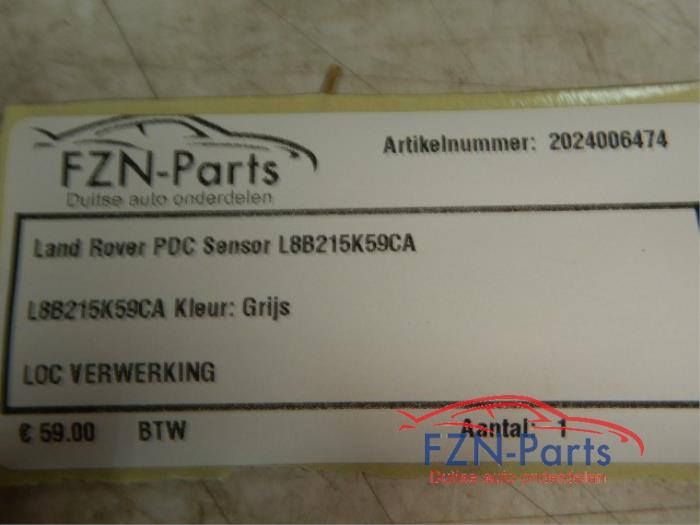 FZN-Parts
Duitse auto onderdelen
Artikelnummer: 2024006474
Land Rover PDC Sensor L8B215K59CA
L8B215K59CA Kleur: Grijs
LOC VERWERKING
€ 59.00 BTW Aantal: 1
FZN-Parts
Duitse auto onderdelen